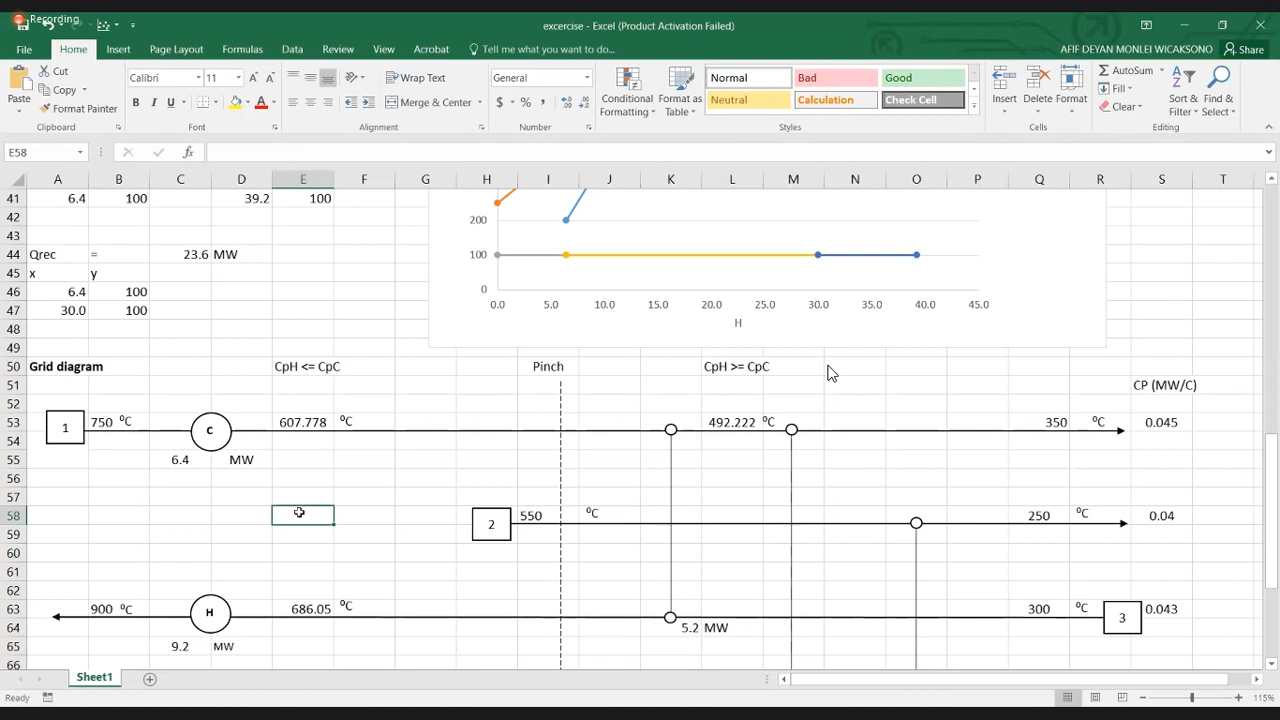 Recording
excercise - Excel (Product Activation Failed)
File Home Insert Page Layout Formulas Data Review View Acrobat Tell me what you want to do... AFIF DEYAN MONLEI WICAKSONO Share
Paste Cut Copy Format Painter
Calibri 11
B I U A
Wrap Text
Merge & Center
General
$ % ,
Conditional Formatting
Format as Table
Normal Bad Good
Neutral Calculation Check Cell
Insert Delete Format
AutoSum
Fill
Clear
Sort & Filter
Find & Select
Clipboard Font Alignment Number Styles Cells Editing
E58 fx
A B C D E F G H I J K L M N O P Q R S T
41 6.4 100 39.2 100
42 200
43
44 Qrec = 23.6 MW 100
45 x y
46 6.4 100 0
47 30.0 100 0.0 5.0 10.0 15.0 20.0 25.0 30.0 35.0 40.0 45.0
48 H
49
50 Grid diagram CpH <= CpC Pinch CpH >= CpC
51 CP (MW/C)
52
53 1 750 ⁰C C 607.778 ⁰C 492.222 ⁰C 350 ⁰C 0.045
54
55 6.4 MW
56
57
58 2 550 ⁰C 250 ⁰C 0.04
59
60
61
62
63 900 ⁰C H 686.05 ⁰C 300 ⁰C 3 0.043
64 5.2 MW
65 9.2 MW
66
Sheet1
Ready 115%